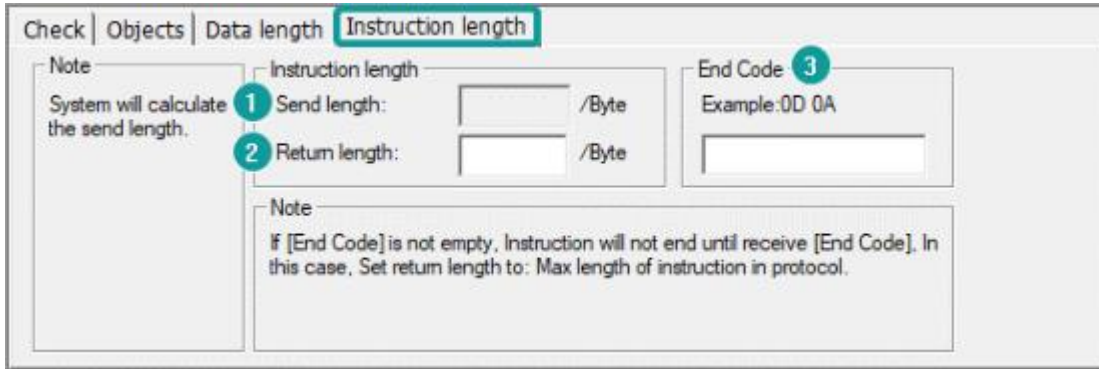 Check Objects Data length Instruction length
Note
System will calculate
the send length.
Instruction length
1 Send length: /Byte
2 Return length: /Byte
End Code 3
Example:0D 0A
Note
If [End Code] is not empty, Instruction will not end until receive [End Code], In
this case, Set return length to: Max length of instruction in protocol.